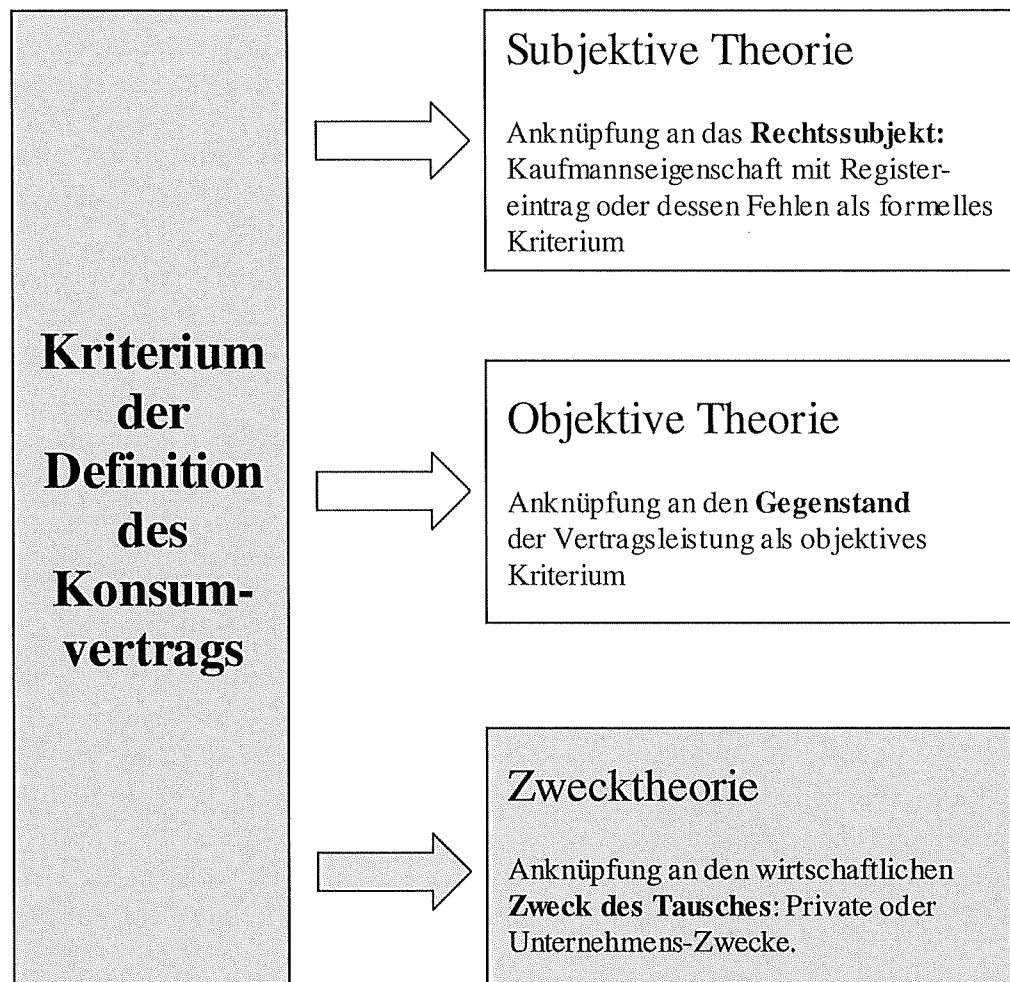 Kriterium
der
Definition
des
Konsum-
vertrags
Subjektive Theorie
Anknüpfung an das Rechtssubjekt:
Kaufmannseigenschaft mit Register-
eintrag oder dessen Fehlen als formelles
Kriterium
Objektive Theorie
Anknüpfung an den Gegenstand
der Vertragsleistung als objektives
Kriterium
Zwecktheorie
Anknüpfung an den wirtschaftlichen
Zweck des Tausches: Private oder
Unternehmens-Zwecke.